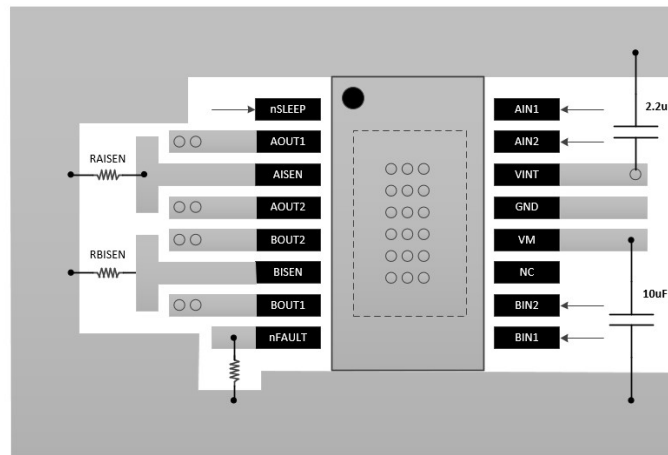 nSLEEP
AOUT1
AISEN
AOUT2
BOUT2
BISEN
BOUT1
nFAULT
RAISEN
RBISEN
AIN1
AIN2
VINT
GND
VM
NC
BIN2
BIN1
2.2u
10uF